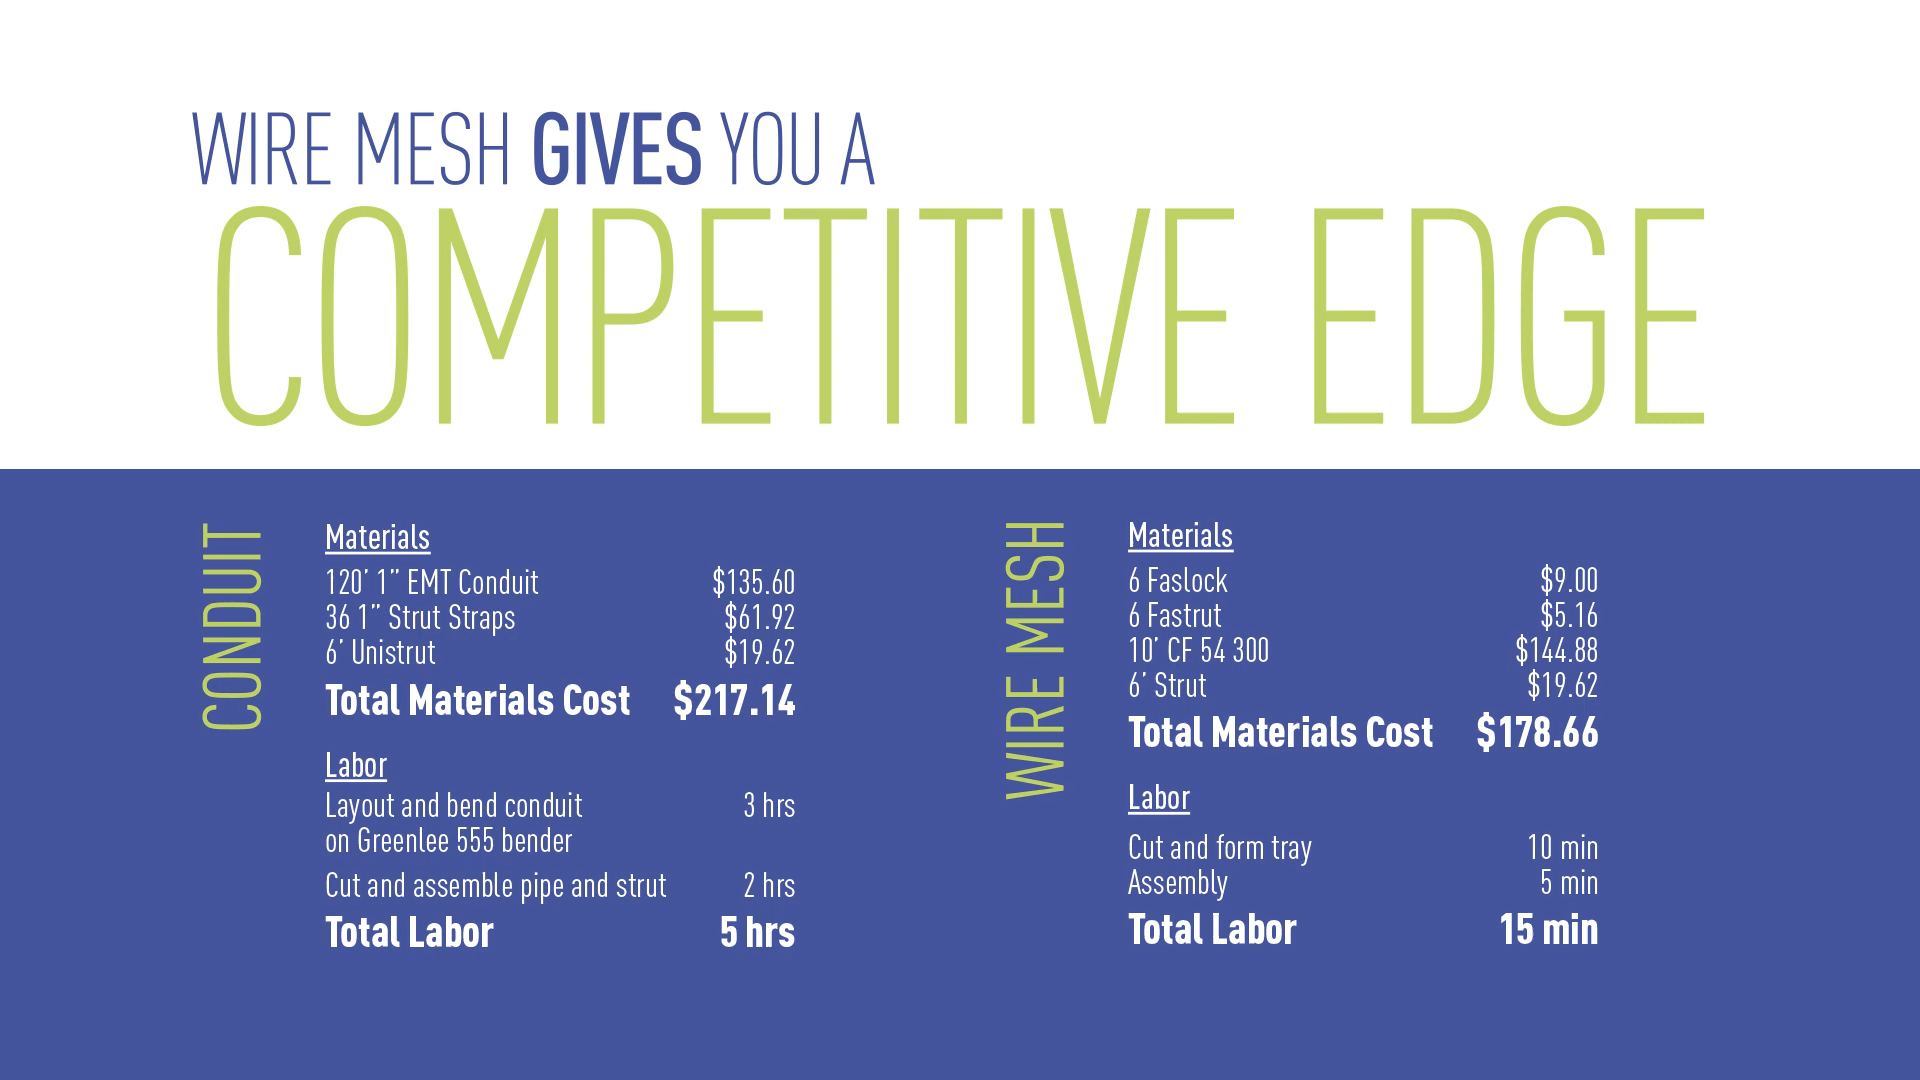 WIRE MESH GIVES YOU A
COMPETITIVE EDGE
CONDUIT
Materials
120’ 1” EMT Conduit $135.60
36 1” Strut Straps $61.92
6’ Unistrut $19.62
Total Materials Cost $217.14
Labor
Layout and bend conduit 3 hrs
on Greenlee 555 bender
Cut and assemble pipe and strut 2 hrs
Total Labor 5 hrs
WIRE MESH
Materials
6 Faslock $9.00
6 Fastrut $5.16
10’ CF 54 300 $144.88
6’ Strut $19.62
Total Materials Cost $178.66
Labor
Cut and form tray 10 min
Assembly 5 min
Total Labor 15 min